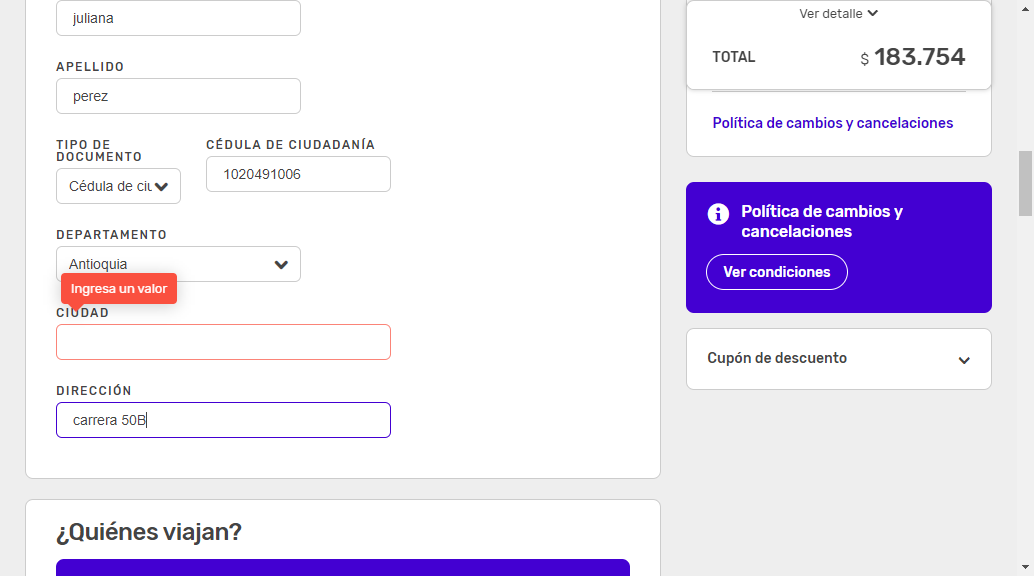 juliana
APELLIDO
perez
TIPO DE
DOCUMENTO
CÉDULA DE CIUDADANÍA
Cédula de ciu
1020491006
DEPARTAMENTO
Antioquia
Ingresa un valor
CIUDAD
DIRECCIÓN
carrera 50B
¿Quiénes viajan?
Ver detalle
TOTAL
$ 183.754
Política de cambios y cancelaciones
Política de cambios y
cancelaciones
Ver condiciones
Cupón de descuento